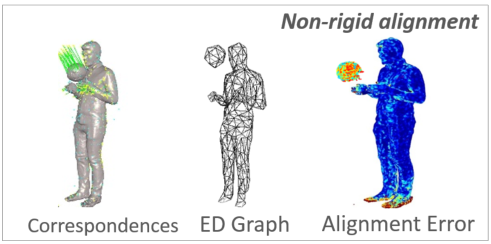 Non-rigid alignment
Correspondences
ED Graph
Alignment Error